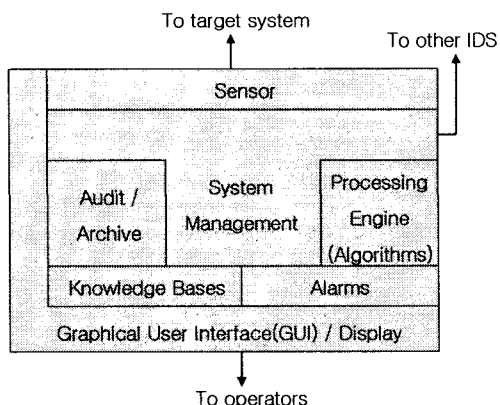 To target system
To other IDS
Sensor
Audit /
Archive
System
Management
Processing
Engine
(Algorithms)
Knowledge Bases
Alarms
Graphical User Interface(GUI) / Display
To operators